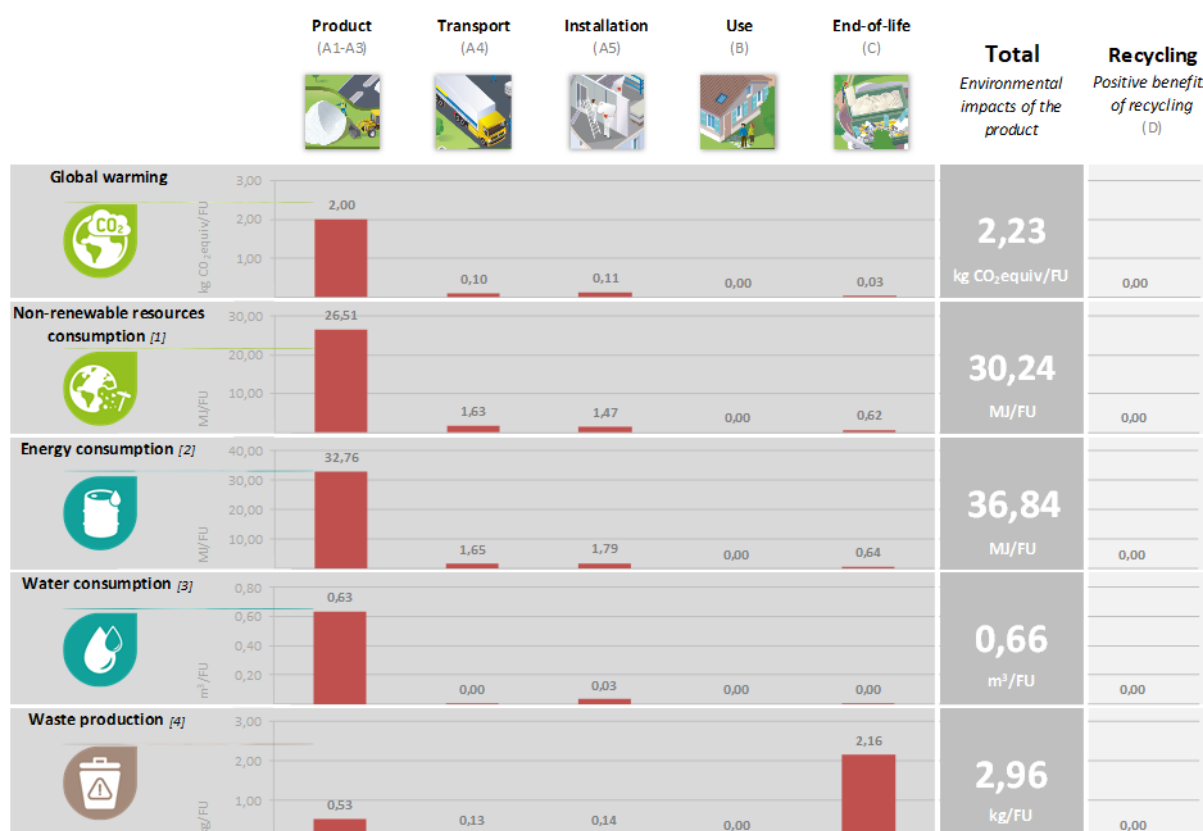 Product
(A1-A3)
Transport
(A4)
Installation
(A5)
Use
(B)
End-of-life
(C)
Total
Environmental
impacts of the
product
Recycling
Positive benefit
of recycling
(D)
Global warming
CO2
kg CO₂equiv/FU
3,00
2,00
1,00
2,00
0,10
0,11
0,00
0,03
2,23
kg CO₂equiv/FU
0,00
Non-renewable resources
consumption [1]
MJ/FU
30,00
20,00
10,00
26,51
1,63
1,47
0,00
0,62
30,24
MJ/FU
0,00
Energy consumption [2]
MJ/FU
40,00
30,00
20,00
10,00
32,76
1,65
1,79
0,00
0,64
36,84
MJ/FU
0,00
Water consumption [3]
m³/FU
0,80
0,60
0,40
0,20
0,63
0,00
0,03
0,00
0,00
0,66
m³/FU
0,00
Waste production [4]
kg/FU
3,00
2,00
1,00
0,53
0,13
0,14
0,00
2,16
2,96
kg/FU
0,00